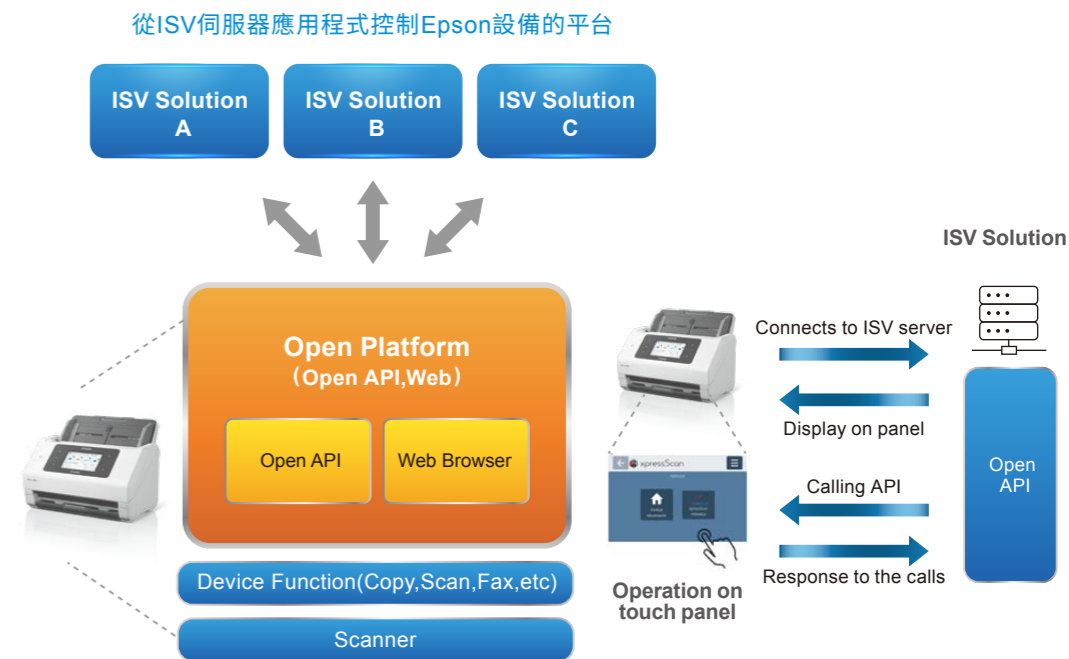 從ISV伺服器應用程式控制Epson設備的平台
ISV Solution
A
ISV Solution
B
ISV Solution
C
Open Platform
（Open API,Web）
Open API
Web Browser
Device Function(Copy,Scan,Fax,etc)
Scanner
xpressScan
Operation on
touch panel
ISV Solution
Connects to ISV server
Display on panel
Calling API
Response to the calls
Open
API